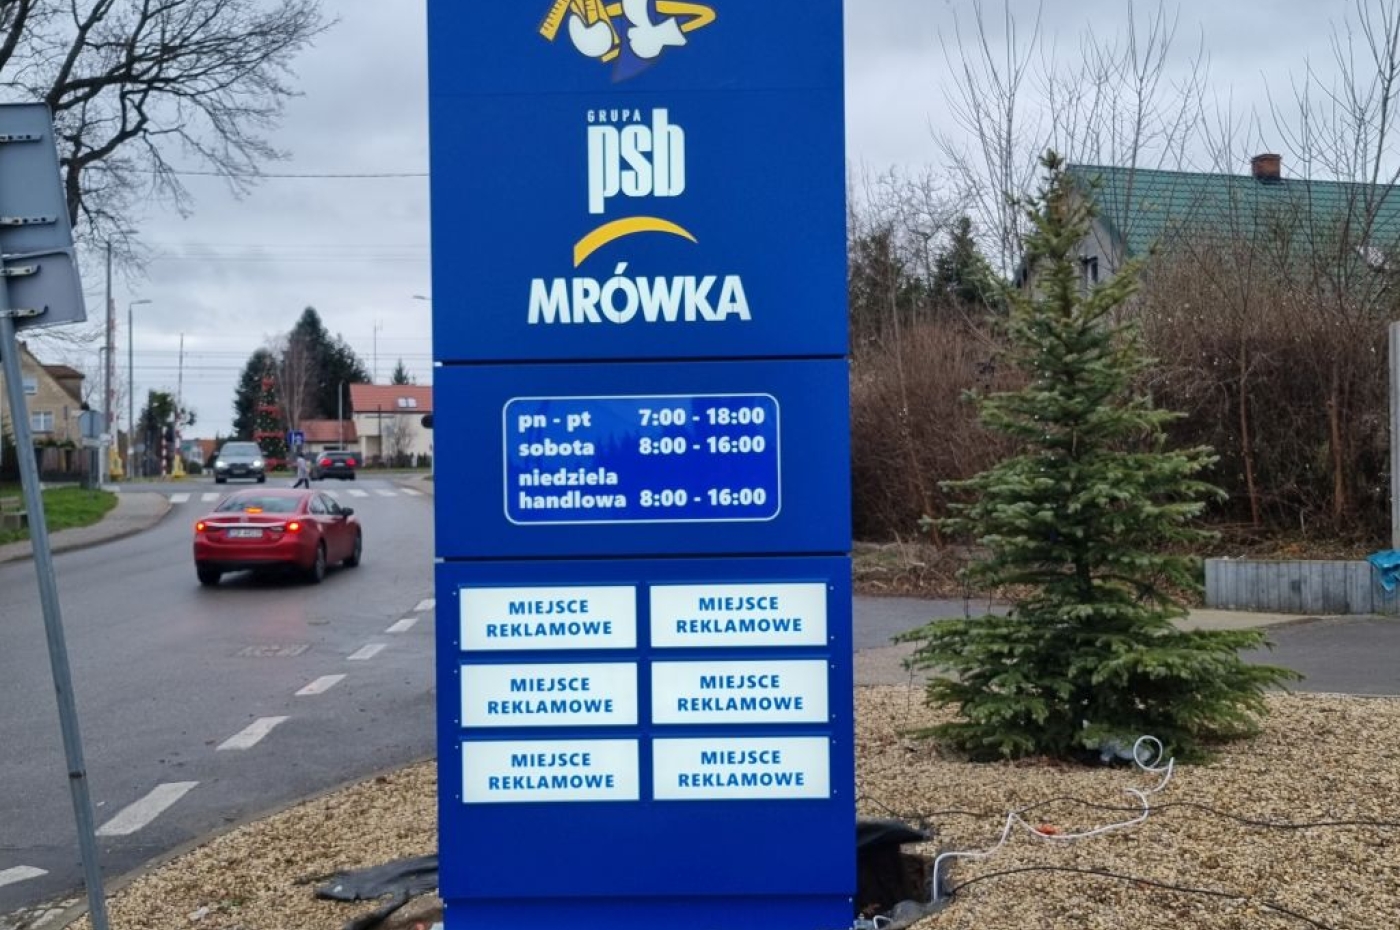 GRUPA
psb
MRÓWKA
pn - pt 7:00 - 18:00
sobota 8:00 - 16:00
niedziela
handlowa 8:00 - 16:00
MIEJSCE
REKLAMOWE
MIEJSCE
REKLAMOWE
MIEJSCE
REKLAMOWE
MIEJSCE
REKLAMOWE
MIEJSCE
REKLAMOWE
MIEJSCE
REKLAMOWE